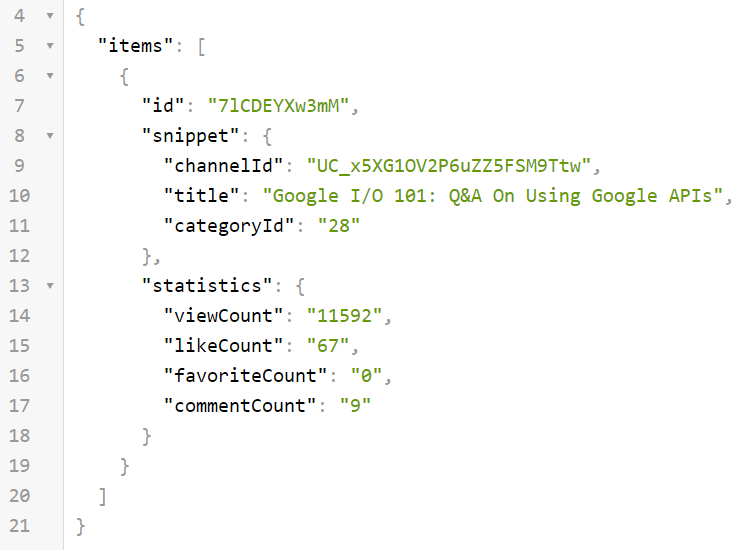 4 {
5 "items": [
6 {
7 "id": "7lCDEYXw3mM",
8 "snippet": {
9 "channelId": "UC_x5XG1OV2P6uZZ5FSM9Ttw",
10 "title": "Google I/O 101: Q&A On Using Google APIs",
11 "categoryId": "28"
12 },
13 "statistics": {
14 "viewCount": "11592",
15 "likeCount": "67",
16 "favoriteCount": "0",
17 "commentCount": "9"
18 }
19 }
20 ]
21 }